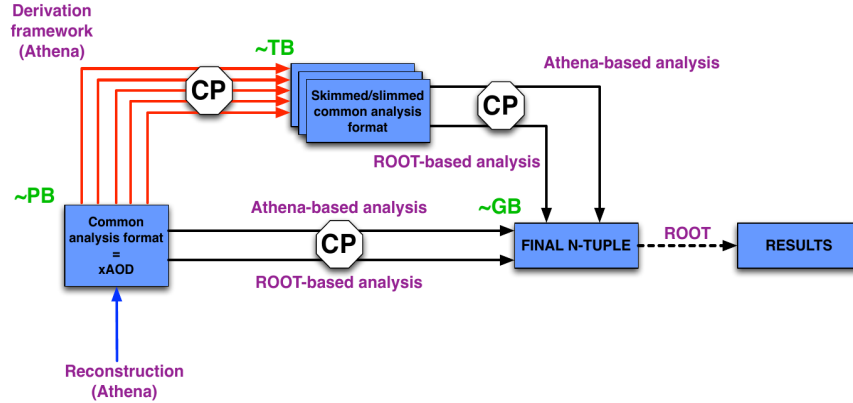 Derivation
framework
(Athena)
~TB
CP
Skimmed/slimmed
common analysis
format
CP
Athena-based analysis
ROOT-based analysis
~PB
Common
analysis format
=
xAOD
Athena-based analysis
CP
ROOT-based analysis
~GB
FINAL N-TUPLE
ROOT
RESULTS
Reconstruction
(Athena)